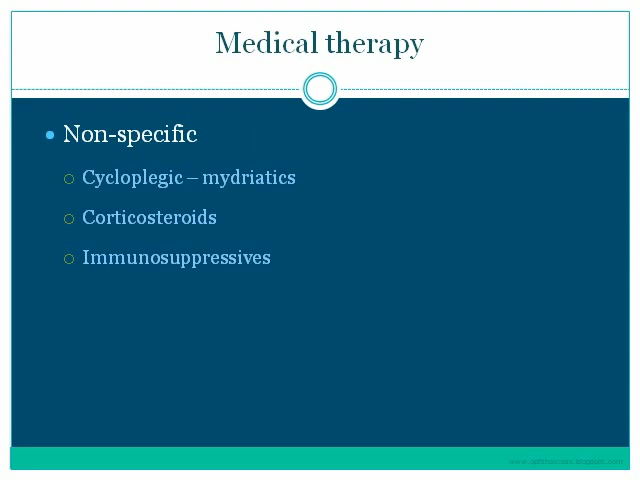 Medical therapy
Non-specific
Cycloplegic – mydriatics
Corticosteroids
Immunosuppressives